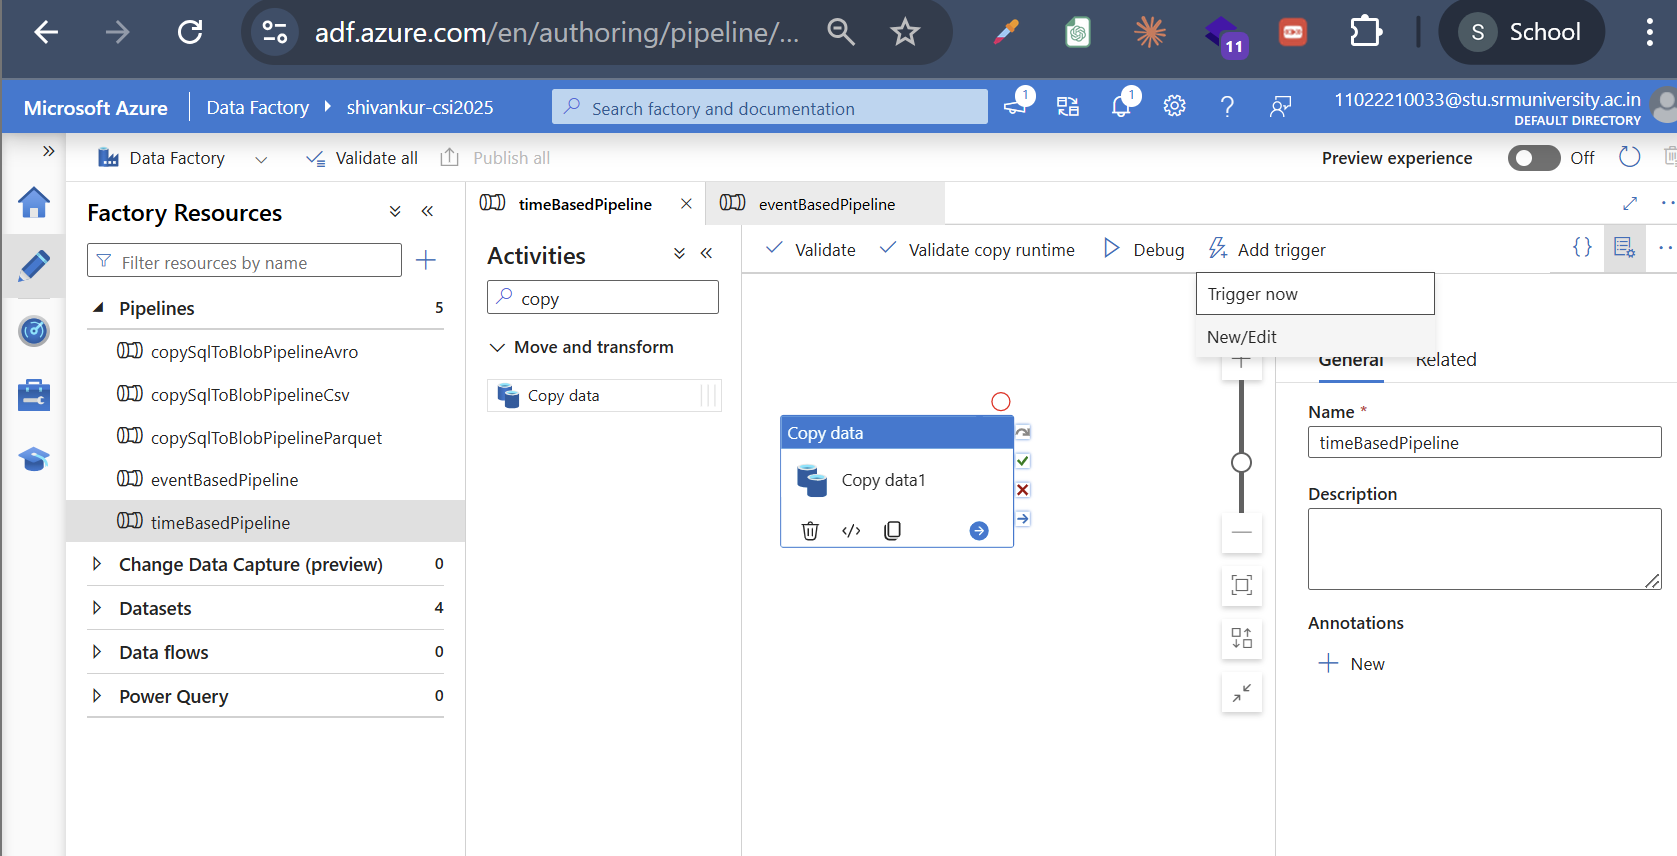 adf.azure.com/en/authoring/pipeline/...
11
S School
Microsoft Azure
Data Factory
shivankur-csi2025
Search factory and documentation
1
1
11022210033@stu.srmuniversity.ac.in
DEFAULT DIRECTORY
Data Factory
Validate all
Publish all
Preview experience
Off
Factory Resources
Filter resources by name
Pipelines 5
copySqlToBlobPipelineAvro
copySqlToBlobPipelineCsv
copySqlToBlobPipelineParquet
eventBasedPipeline
timeBasedPipeline
Change Data Capture (preview) 0
Datasets 4
Data flows 0
Power Query 0
timeBasedPipeline
eventBasedPipeline
Activities
copy
Move and transform
Copy data
Validate
Validate copy runtime
Debug
Add trigger
Trigger now
New/Edit
Copy data
Copy data1
General
Related
Name *
timeBasedPipeline
Description
Annotations
New